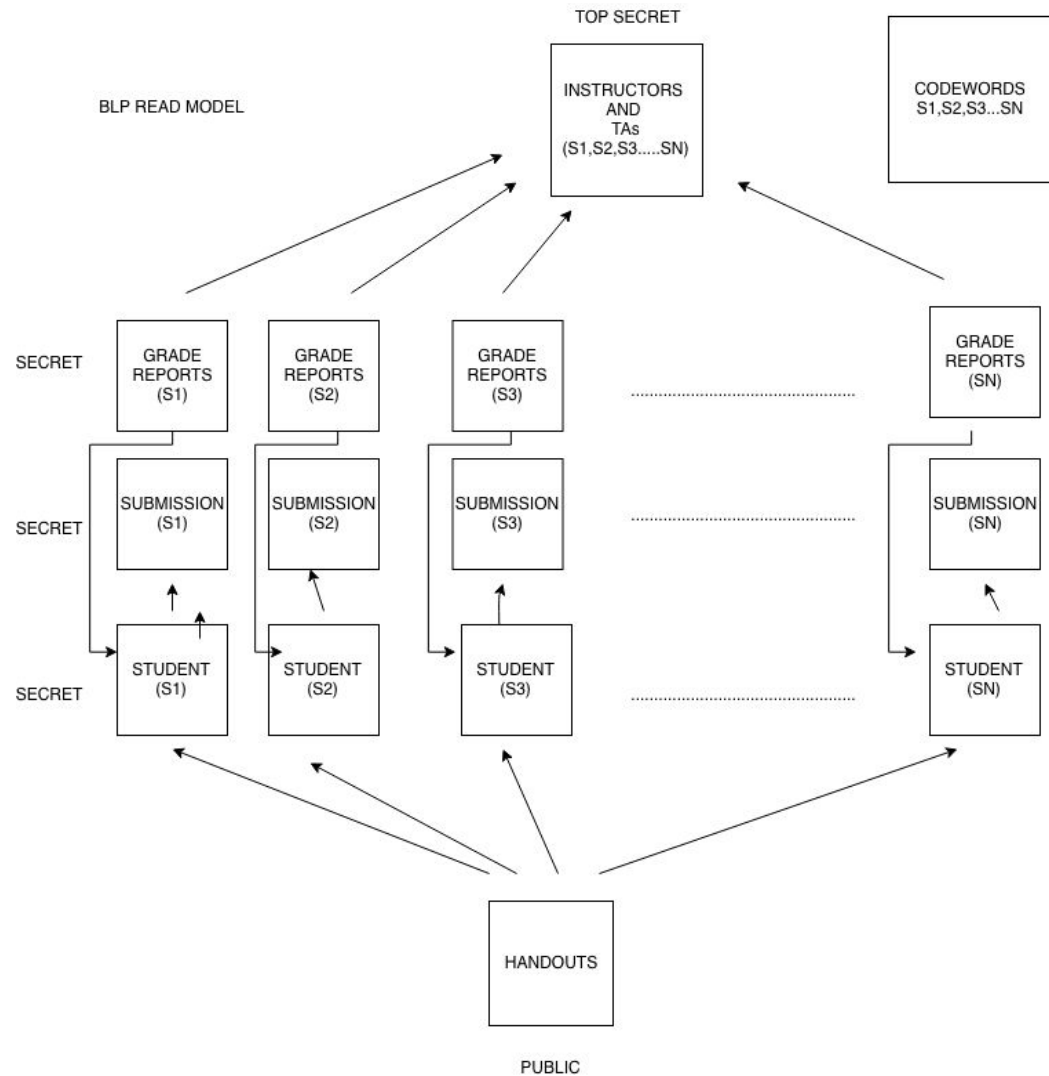 TOP SECRET
BLP READ MODEL
INSTRUCTORS
AND
TAs
(S1,S2,S3.....SN)
CODEWORDS
S1,S2,S3...SN
SECRET
GRADE
REPORTS
(S1)
GRADE
REPORTS
(S2)
GRADE
REPORTS
(S3)
GRADE
REPORTS
(SN)
SECRET
SUBMISSION
(S1)
SUBMISSION
(S2)
SUBMISSION
(S3)
SUBMISSION
(SN)
SECRET
STUDENT
(S1)
STUDENT
(S2)
STUDENT
(S3)
STUDENT
(SN)
HANDOUTS
PUBLIC